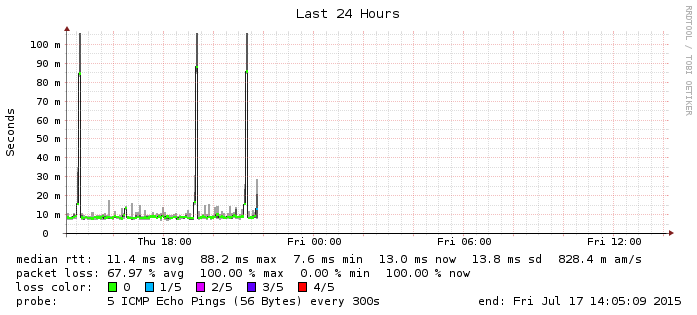 Last 24 Hours
RRDTOOL / TOBI OETIKER
Seconds
100 m
90 m
80 m
70 m
60 m
50 m
40 m
30 m
20 m
10 m
0
Thu 18:00 Fri 00:00 Fri 06:00 Fri 12:00
median rtt: 11.4 ms avg 88.2 ms max 7.6 ms min 13.0 ms now 13.8 ms sd 828.4 m am/s
packet loss: 67.97 % avg 100.00 % max 0.00 % min 100.00 % now
loss color: 0 1/5 2/5 3/5 4/5
probe: 5 ICMP Echo Pings (56 Bytes) every 300s end: Fri Jul 17 14:05:09 2015